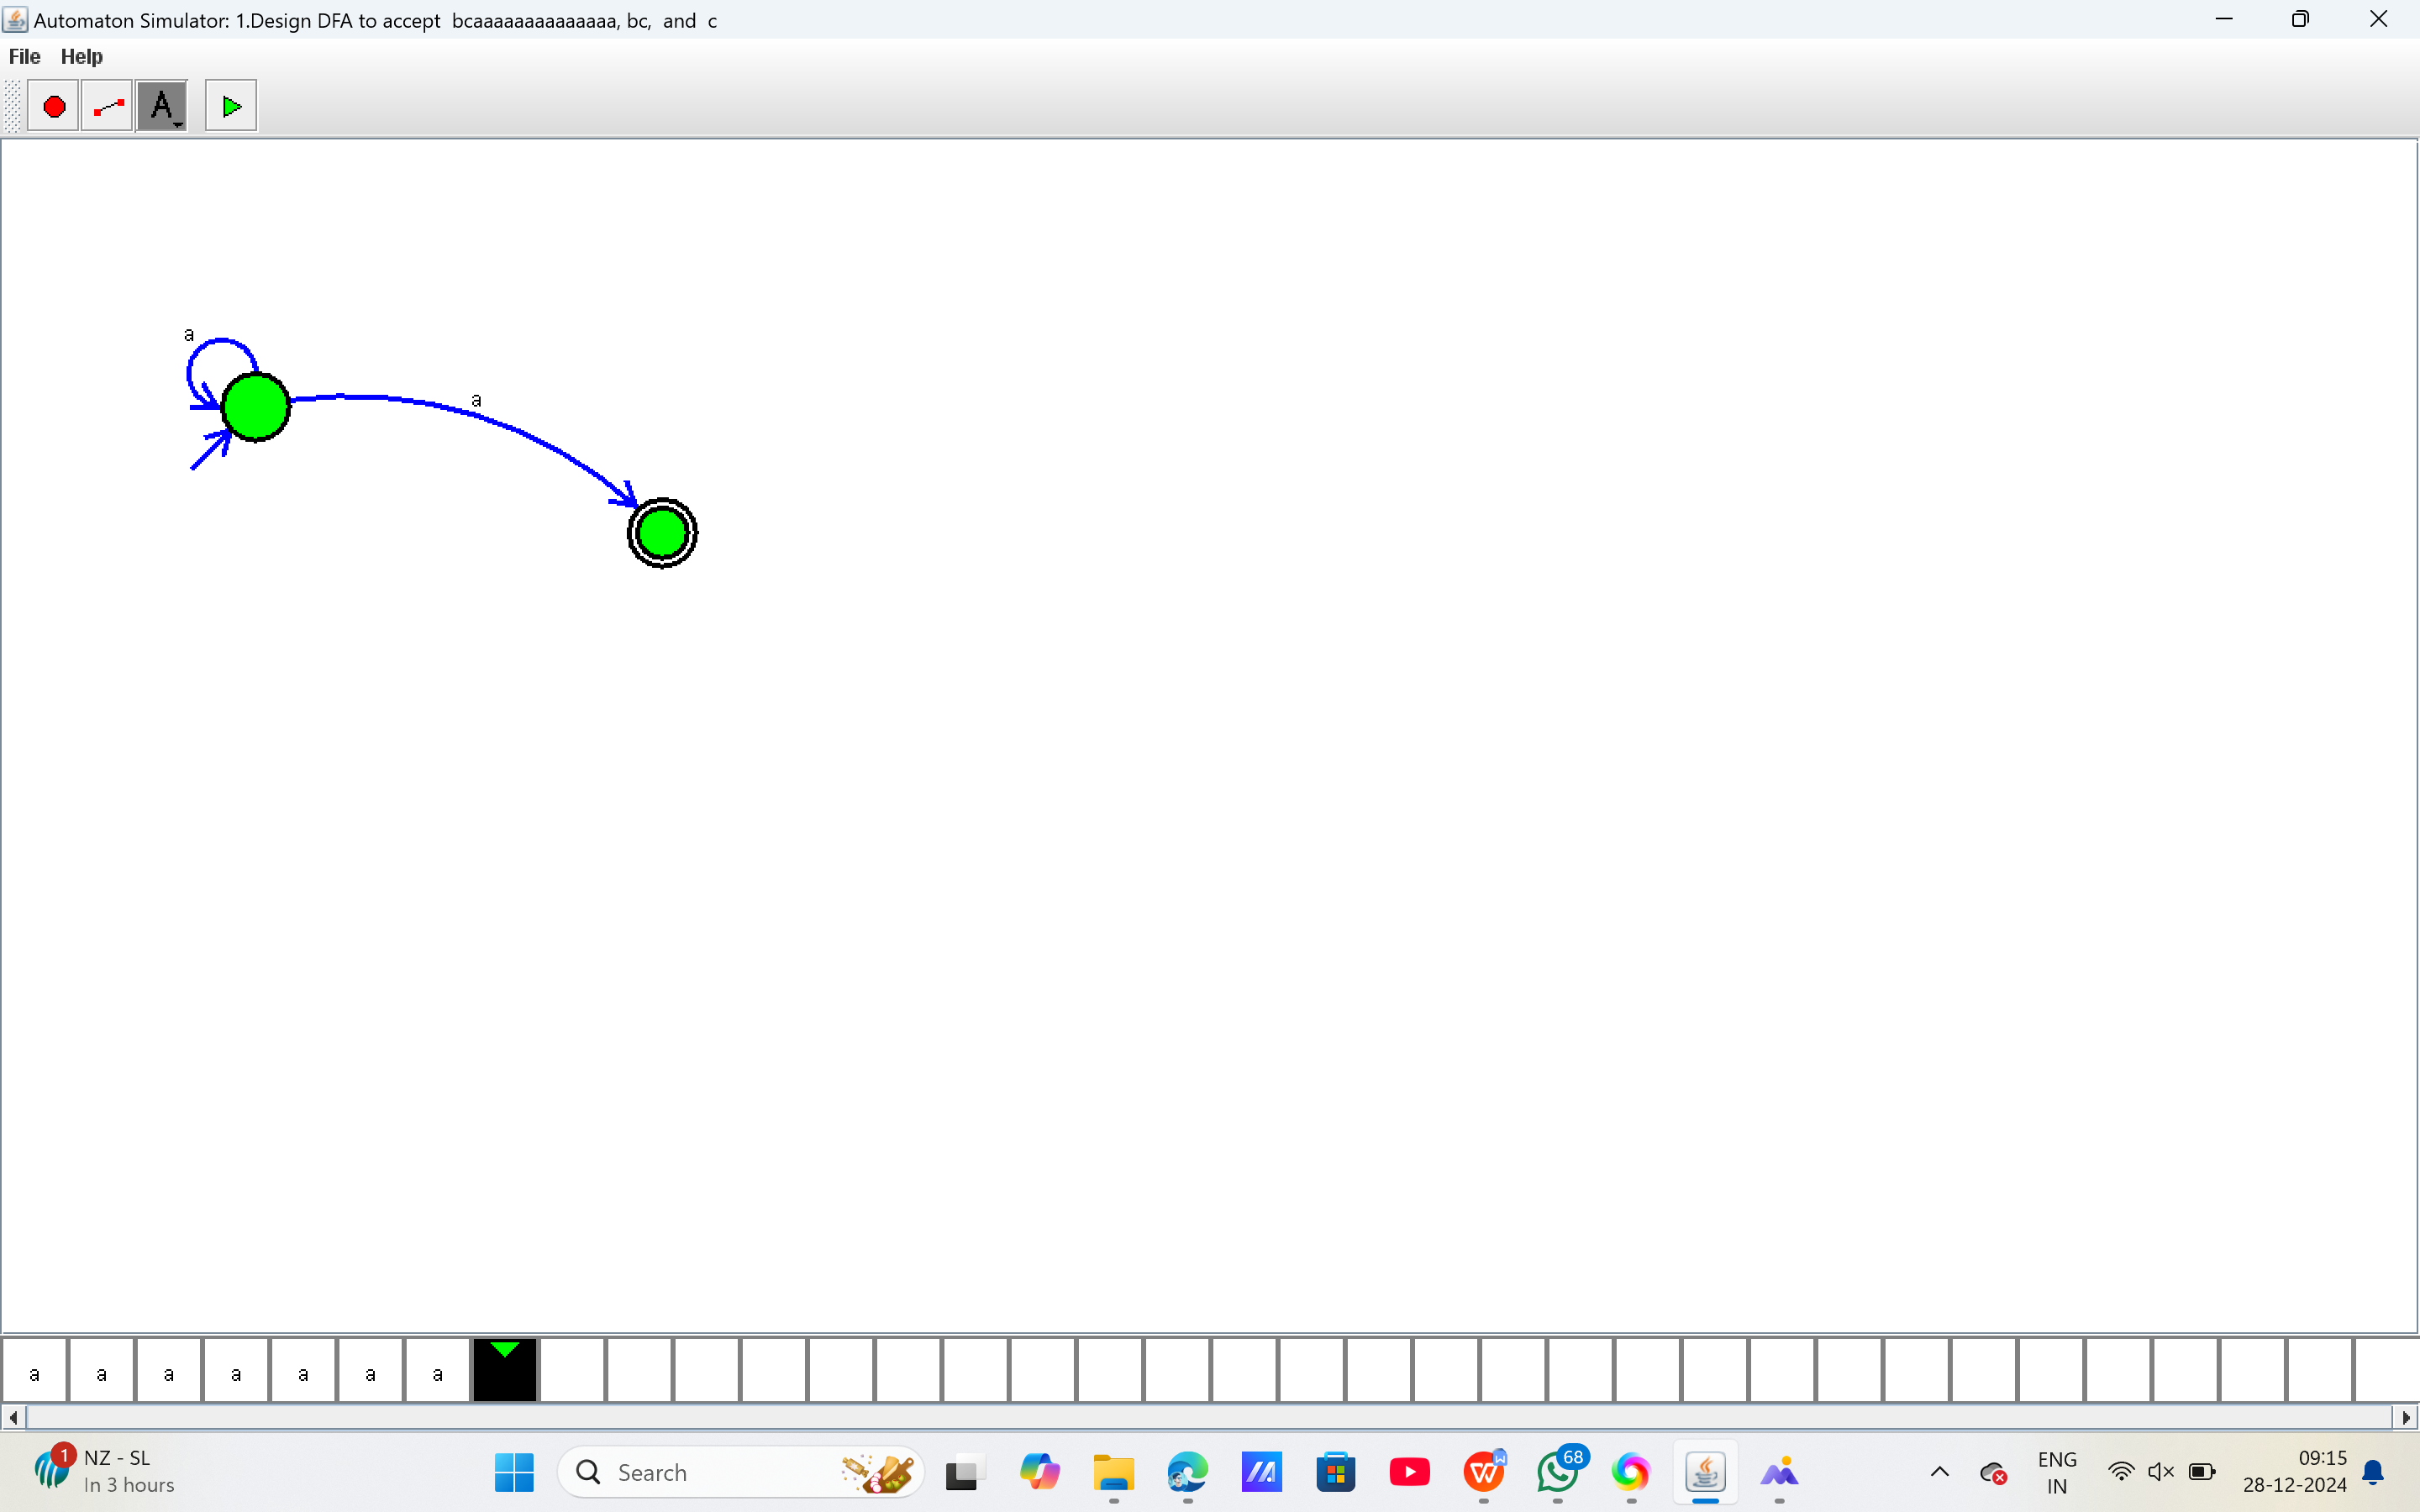 Automaton Simulator: 1.Design DFA to accept  bcaaaaaaaaaaaaaaa, bc,  and  c
File Help
A
a
a
a a a a a a a
1
NZ - SL
In 3 hours
Search
68
ENG
IN
09:15
28-12-2024